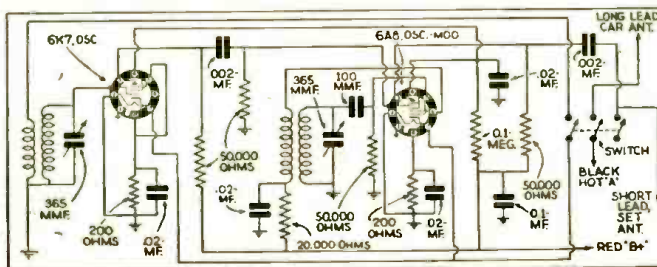 6K7, OSC.
365 MMF.
200 OHMS
.02-MF.
.002-MF.
50,000 OHMS
.02-MF.
20,000 OHMS
365 MMF.
100 MMF.
50,000 OHMS
6A8, OSC.-MOD.
200 OHMS
.02-MF.
.02-MF.
0.1-MEG.
50,000 OHMS
0.1-MF.
.002-MF.
LONG LEAD, CAR ANT.
SWITCH
BLACK HOT "A"
SHORT LEAD, SET ANT.
RED "B+"